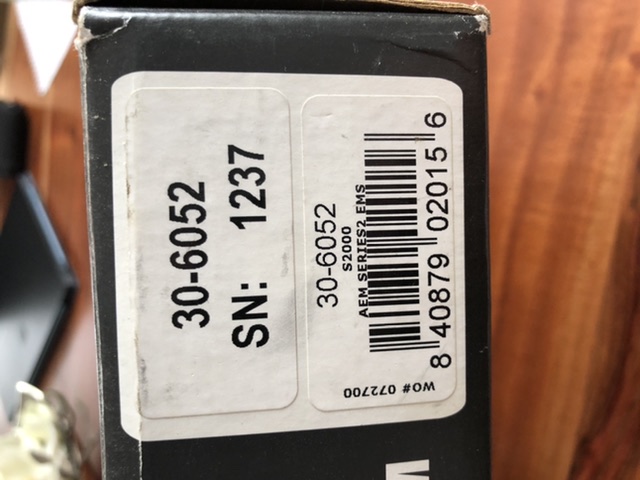 30-6052
SN: 1237
30-6052
S2000
AEM SERIES2 EMS
8 40879 02015 6
WO# 072700